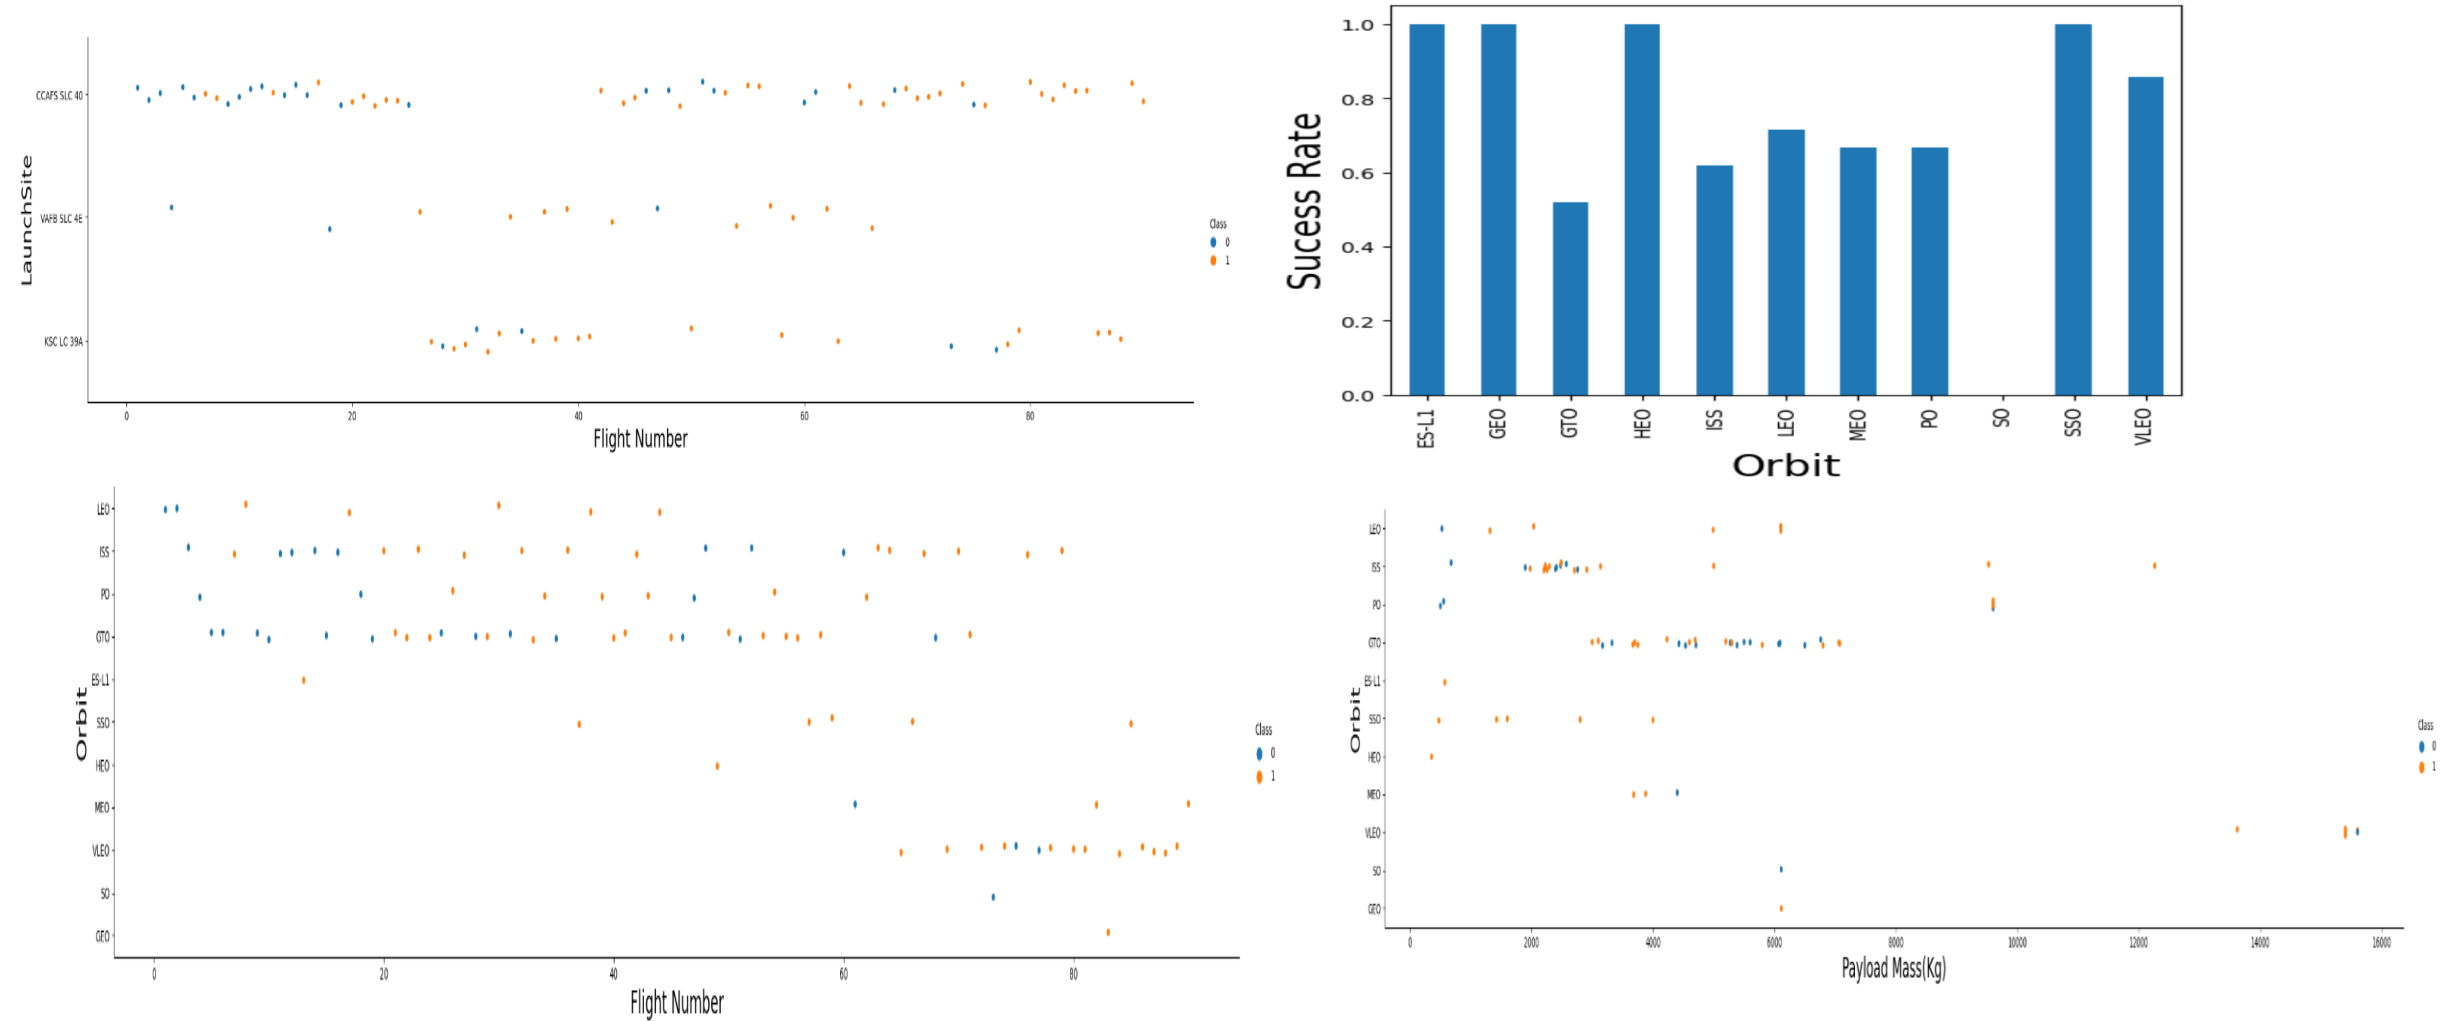 CCAFS SLC 40
VAFB SLC 4E
KSC LC 39A
LaunchSite
0 20 40 60 80
Flight Number
Class
0
1
1.0
0.8
0.6
0.4
0.2
0.0
Sucess Rate
ES-L1 GEO GTO HEO ISS LEO MEO PO SO SSO VLEO
Orbit
LEO
ISS
PO
GTO
ES-L1
SSO
HEO
MEO
VLEO
SO
GEO
Orbit
0 20 40 60 80
Flight Number
Class
0
1
LEO
ISS
PO
GTO
ES-L1
SSO
HEO
MEO
VLEO
SO
GEO
Orbit
0 2000 4000 6000 8000 10000 12000 14000 16000
Payload Mass(Kg)
Class
0
1